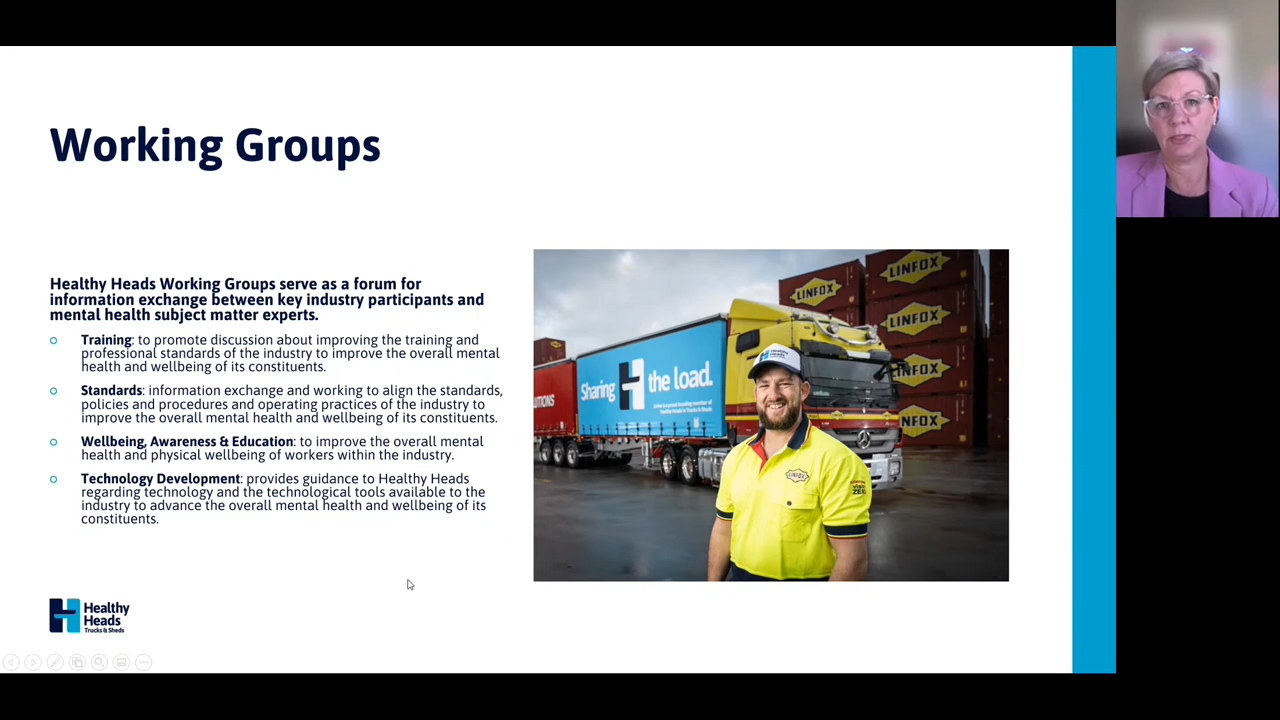 Working Groups
Healthy Heads Working Groups serve as a forum for
information exchange between key industry participants and
mental health subject matter experts.
Training: to promote discussion about improving the training and
professional standards of the industry to improve the overall mental
health and wellbeing of its constituents.
Standards: information exchange and working to align the standards,
policies and procedures and operating practices of the industry to
improve the overall mental health and wellbeing of its constituents.
Wellbeing, Awareness & Education: to improve the overall mental
health and physical wellbeing of workers within the industry.
Technology Development: provides guidance to Healthy Heads
regarding technology and the technological tools available to the
industry to advance the overall mental health and wellbeing of its
constituents.
LINFOX
LINFOX
LINFOX
LINFOX
LINFOX
LINFOX
LINFOX
UTIONS
Sharing the load.
Healthy Heads
LINFOX
ZERO
Healthy
Heads
Trucks & Sheds